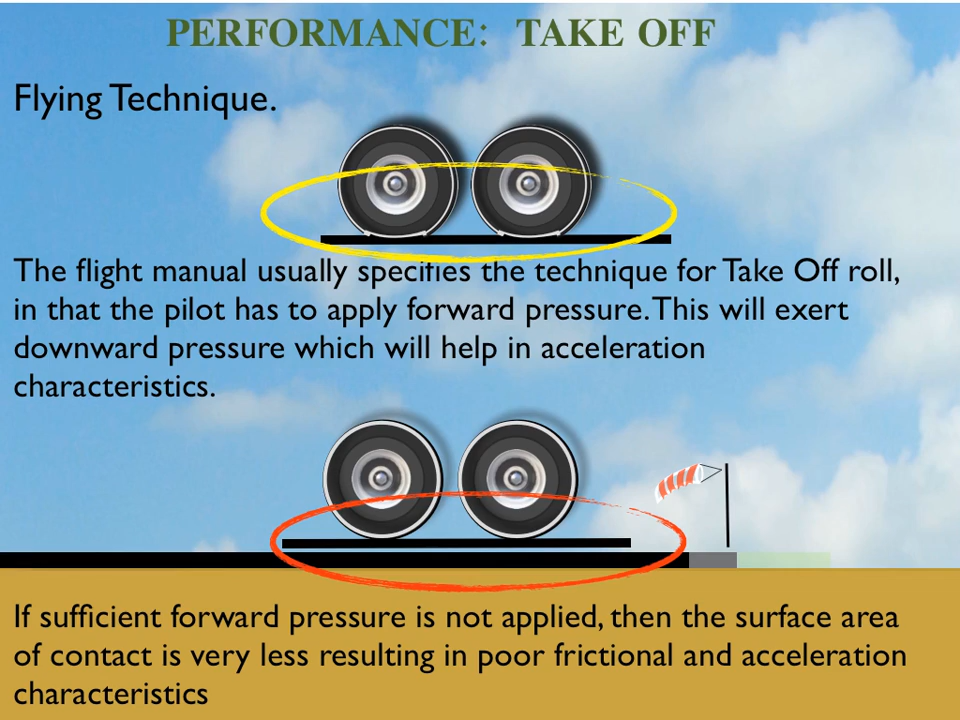 PERFORMANCE: TAKE OFF
Flying Technique.
The flight manual usually specifies the technique for Take Off roll,
in that the pilot has to apply forward pressure. This will exert
downward pressure which will help in acceleration
characteristics.
If sufficient forward pressure is not applied, then the surface area
of contact is very less resulting in poor frictional and acceleration
characteristics